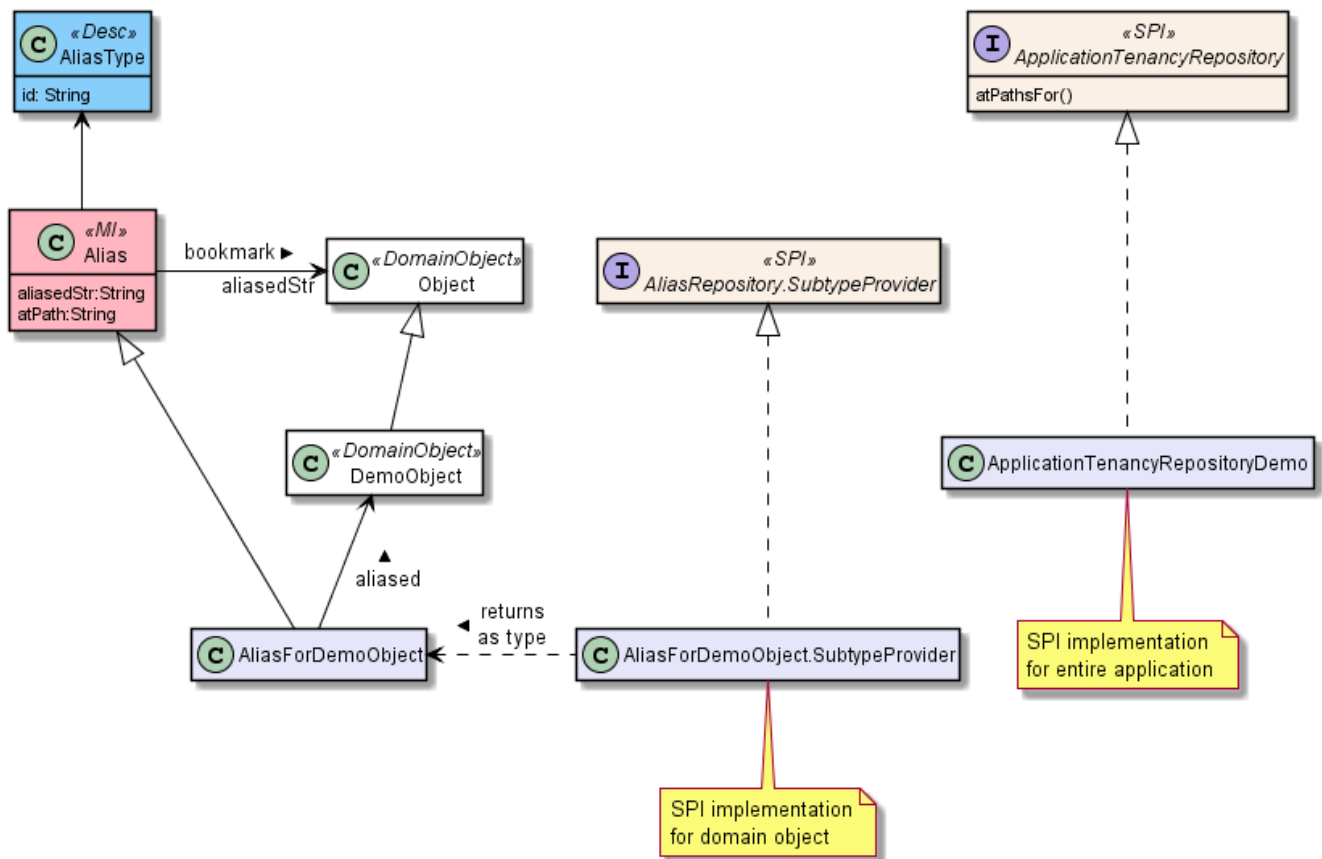 C
«Desc»
AliasType
id: String
I
«SPI»
ApplicationTenancyRepository
atPathsFor()
C
«MI»
Alias
aliasedStr:String
atPath:String
bookmark ►
aliasedStr
C
«DomainObject»
Object
I
«SPI»
AliasRepository.SubtypeProvider
C
«DomainObject»
DemoObject
C
ApplicationTenancyRepositoryDemo
▲
aliased
◄ returns
as type
C
AliasForDemoObject
C
AliasForDemoObject.SubtypeProvider
SPI implementation
for entire application
SPI implementation
for domain object